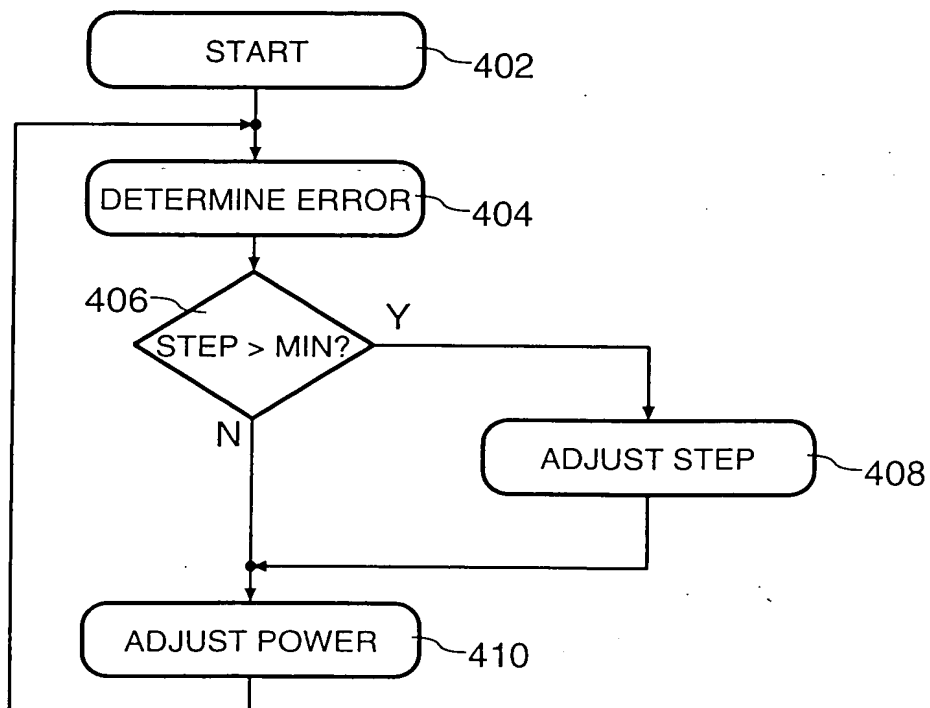 START
402
DETERMINE ERROR
404
406
STEP > MIN?
Y
N
ADJUST STEP
408
ADJUST POWER
410